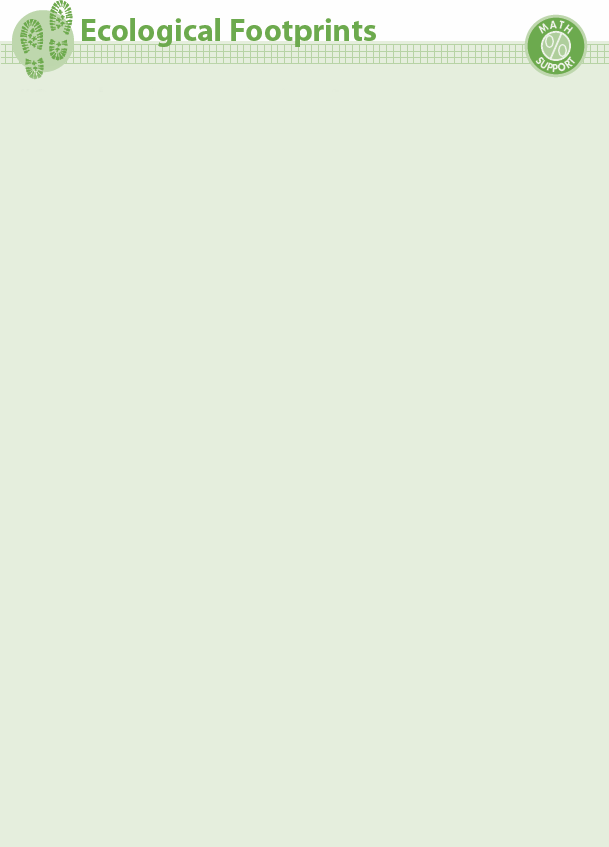 Ecological Footprints
MATH
%
SUPPORT